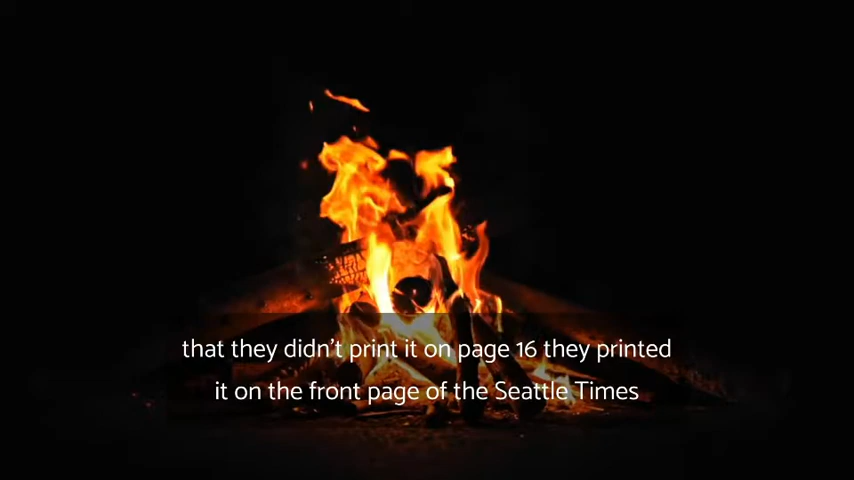 that they didn't print it on page 16 they printed
it on the front page of the Seattle Times